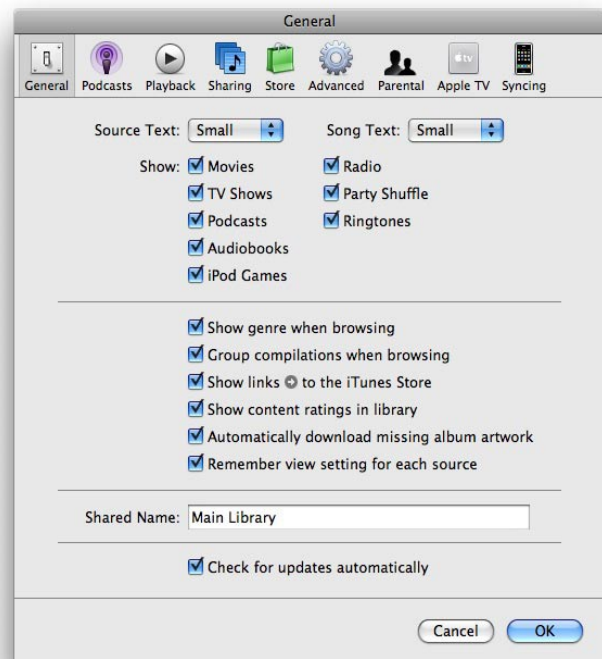 General
General Podcasts Playback Sharing Store Advanced Parental Apple TV Syncing
Source Text: Small Song Text: Small
Show: Movies Radio
TV Shows Party Shuffle
Podcasts Ringtones
Audiobooks
iPod Games
Show genre when browsing
Group compilations when browsing
Show links to the iTunes Store
Show content ratings in library
Automatically download missing album artwork
Remember view setting for each source
Shared Name: Main Library
Check for updates automatically
Cancel OK